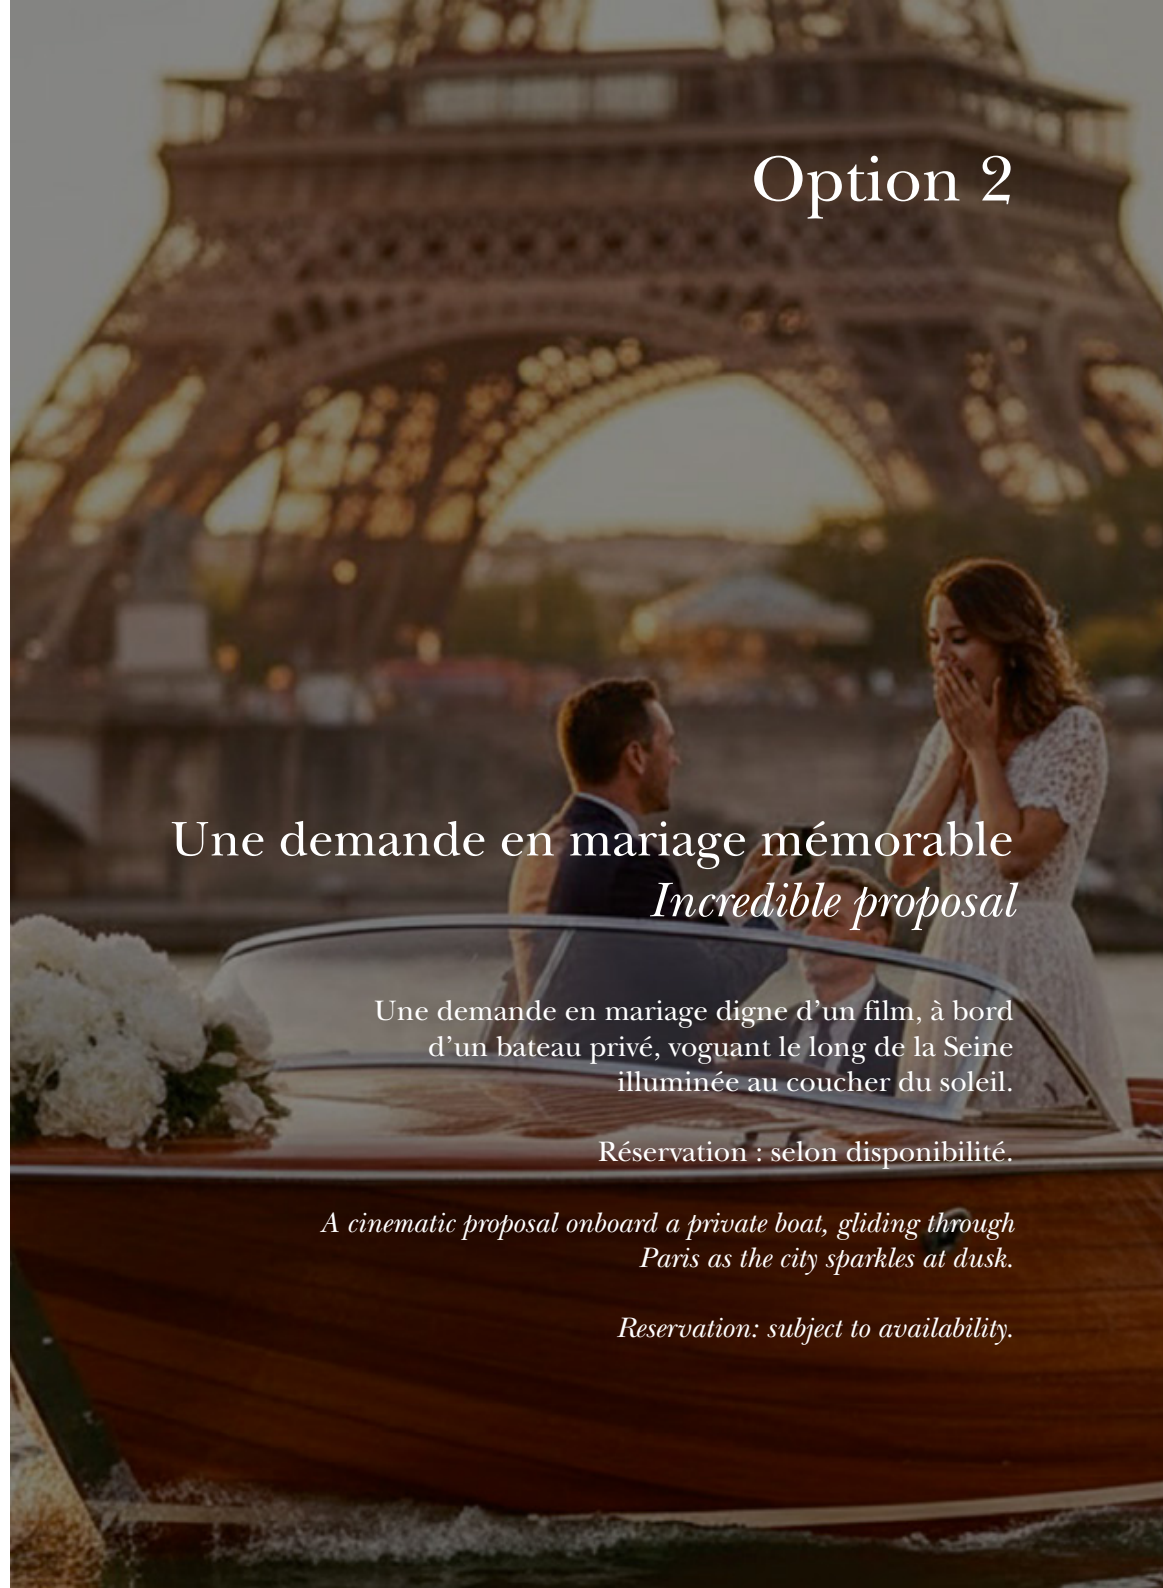 Option 2
Une demande en mariage mémorable
Incredible proposal
Une demande en mariage digne d’un film, à bord
d’un bateau privé, voguant le long de la Seine
illuminée au coucher du soleil.
Réservation : selon disponibilité.
A cinematic proposal onboard a private boat, gliding through
Paris as the city sparkles at dusk.
Reservation: subject to availability.